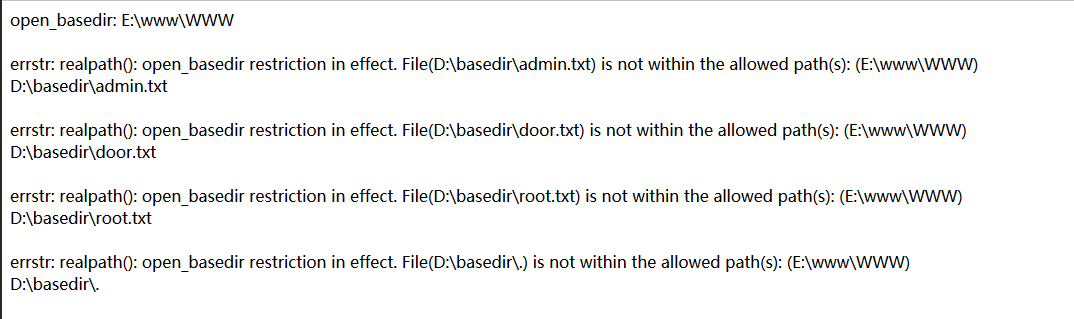 open_basedir: E:\www\WWW
errstr: realpath(): open_basedir restriction in effect. File(D:\basedir\admin.txt) is not within the allowed path(s): (E:\www\WWW)
D:\basedir\admin.txt
errstr: realpath(): open_basedir restriction in effect. File(D:\basedir\door.txt) is not within the allowed path(s): (E:\www\WWW)
D:\basedir\door.txt
errstr: realpath(): open_basedir restriction in effect. File(D:\basedir\root.txt) is not within the allowed path(s): (E:\www\WWW)
D:\basedir\root.txt
errstr: realpath(): open_basedir restriction in effect. File(D:\basedir\.) is not within the allowed path(s): (E:\www\WWW)
D:\basedir\.